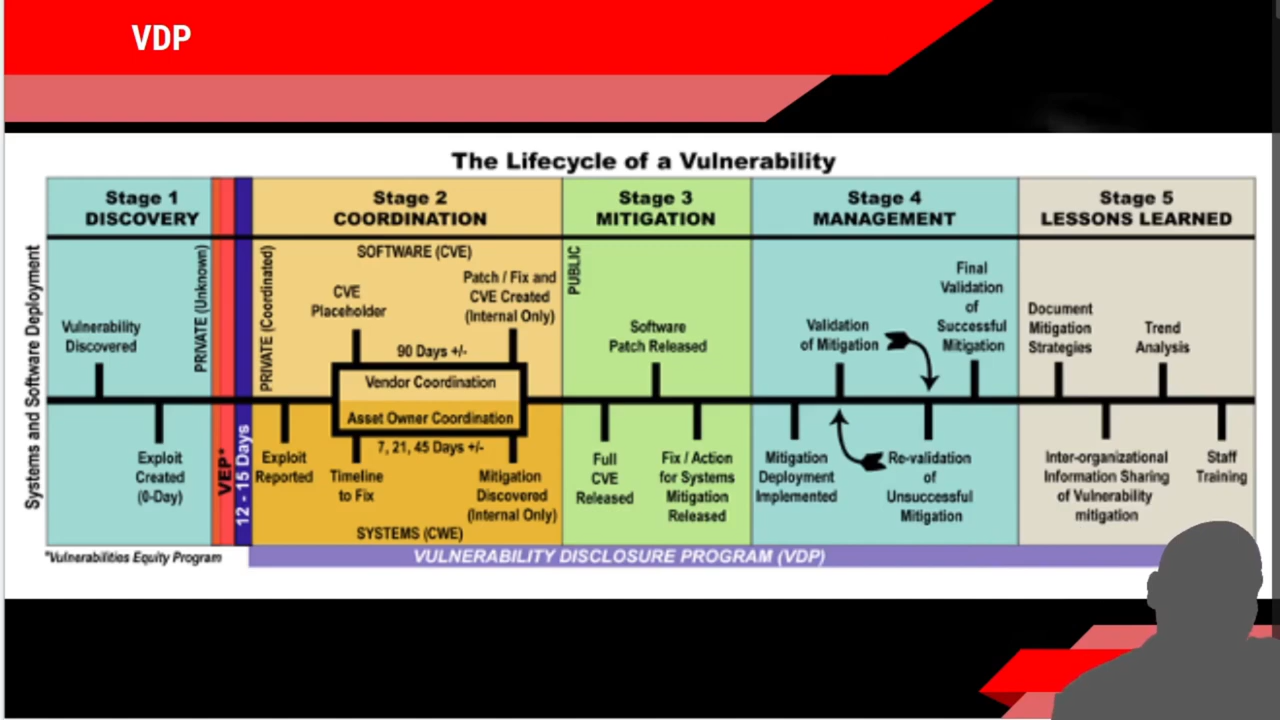 VDP
The Lifecycle of a Vulnerability
Stage 1
DISCOVERY
Stage 2
COORDINATION
Stage 3
MITIGATION
Stage 4
MANAGEMENT
Stage 5
LESSONS LEARNED
Systems and Software Deployment
Vulnerability
Discovered
Exploit
Created
(0-Day)
PRIVATE (Unknown)
VEP*
12 - 15 Days
PRIVATE (Coordinated)
SOFTWARE (CVE)
CVE
Placeholder
Patch / Fix and
CVE Created
(Internal Only)
90 Days +/-
Vendor Coordination
Asset Owner Coordination
7, 21, 45 Days +/-
Exploit
Reported
Timeline
to Fix
Mitigation
Discovered
(Internal Only)
SYSTEMS (CWE)
PUBLIC
Software
Patch Released
Full
CVE
Released
Fix / Action
for Systems
Mitigation
Released
Validation
of Mitigation
Final
Validation
of
Successful
Mitigation
Mitigation
Deployment
Implemented
Re-validation
of
Unsuccessful
Mitigation
Document
Mitigation
Strategies
Trend
Analysis
Inter-organizational
Information Sharing
of Vulnerability
mitigation
Staff
Training
*Vulnerabilities Equity Program
VULNERABILITY DISCLOSURE PROGRAM (VDP)